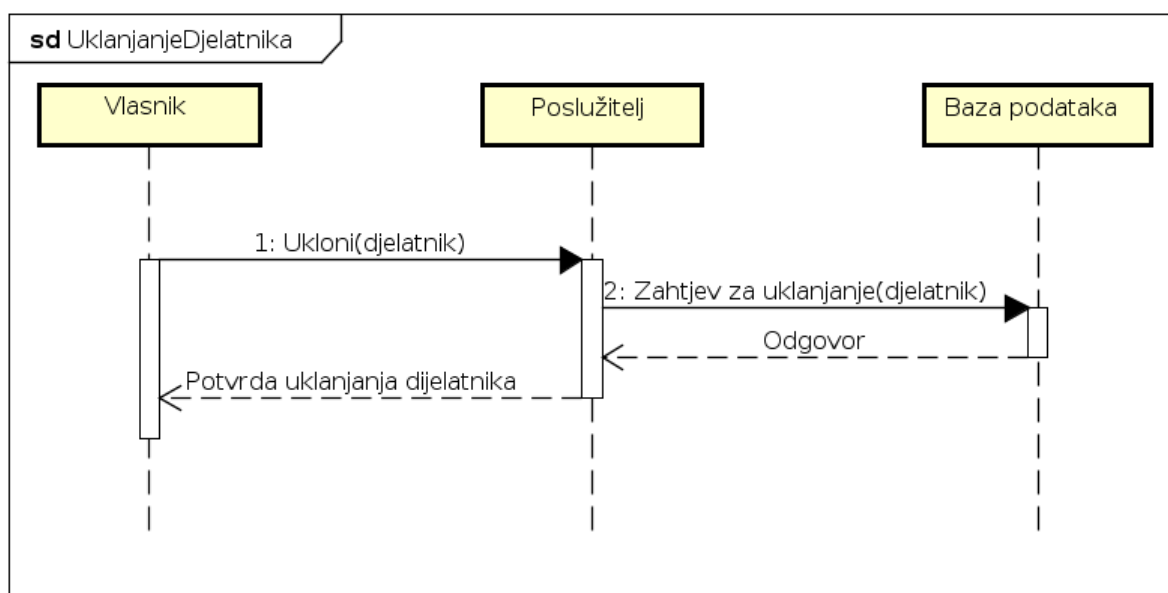 sd UklanjanjeDjelatnika
Vlasnik
Poslužitelj
Baza podataka
1: Ukloni(djelatnik)
2: Zahtjev za uklanjanje(djelatnik)
Odgovor
Potvrda uklanjanja dijelatnika